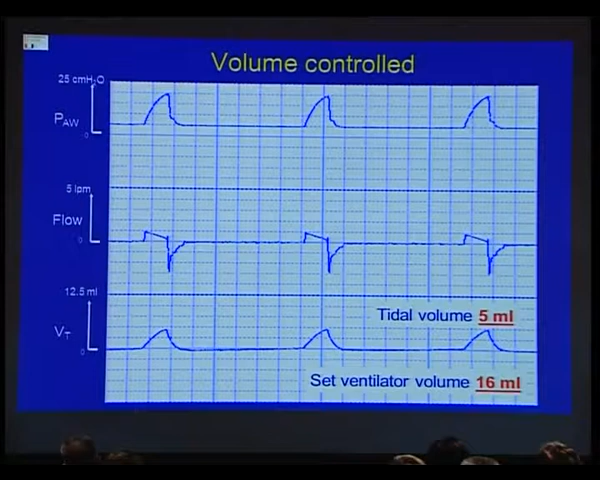 Volume controlled
25 cmH₂O
PAW
0
5 lpm
Flow
0
12.5 ml
Tidal volume 5 ml
VT
0
Set ventilator volume 16 ml